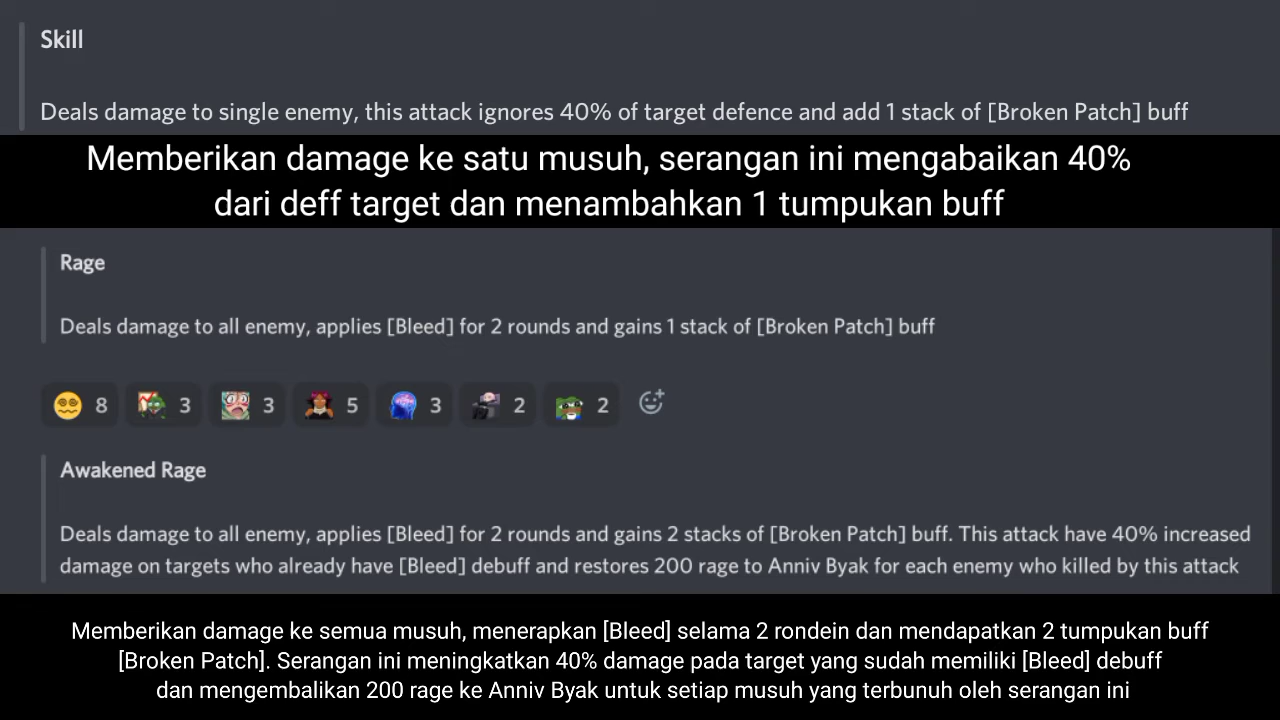 Skill
Deals damage to single enemy, this attack ignores 40% of target defence and add 1 stack of [Broken Patch] buff
Memberikan damage ke satu musuh, serangan ini mengabaikan 40%
dari deff target dan menambahkan 1 tumpukan buff
Rage
Deals damage to all enemy, applies [Bleed] for 2 rounds and gains 1 stack of [Broken Patch] buff
8 3 3 5 3 2 2
Awakened Rage
Deals damage to all enemy, applies [Bleed] for 2 rounds and gains 2 stacks of [Broken Patch] buff. This attack have 40% increased
damage on targets who already have [Bleed] debuff and restores 200 rage to Anniv Byak for each enemy who killed by this attack
Memberikan damage ke semua musuh, menerapkan [Bleed] selama 2 rondein dan mendapatkan 2 tumpukan buff
[Broken Patch]. Serangan ini meningkatkan 40% damage pada target yang sudah memiliki [Bleed] debuff
dan mengembalikan 200 rage ke Anniv Byak untuk setiap musuh yang terbunuh oleh serangan ini